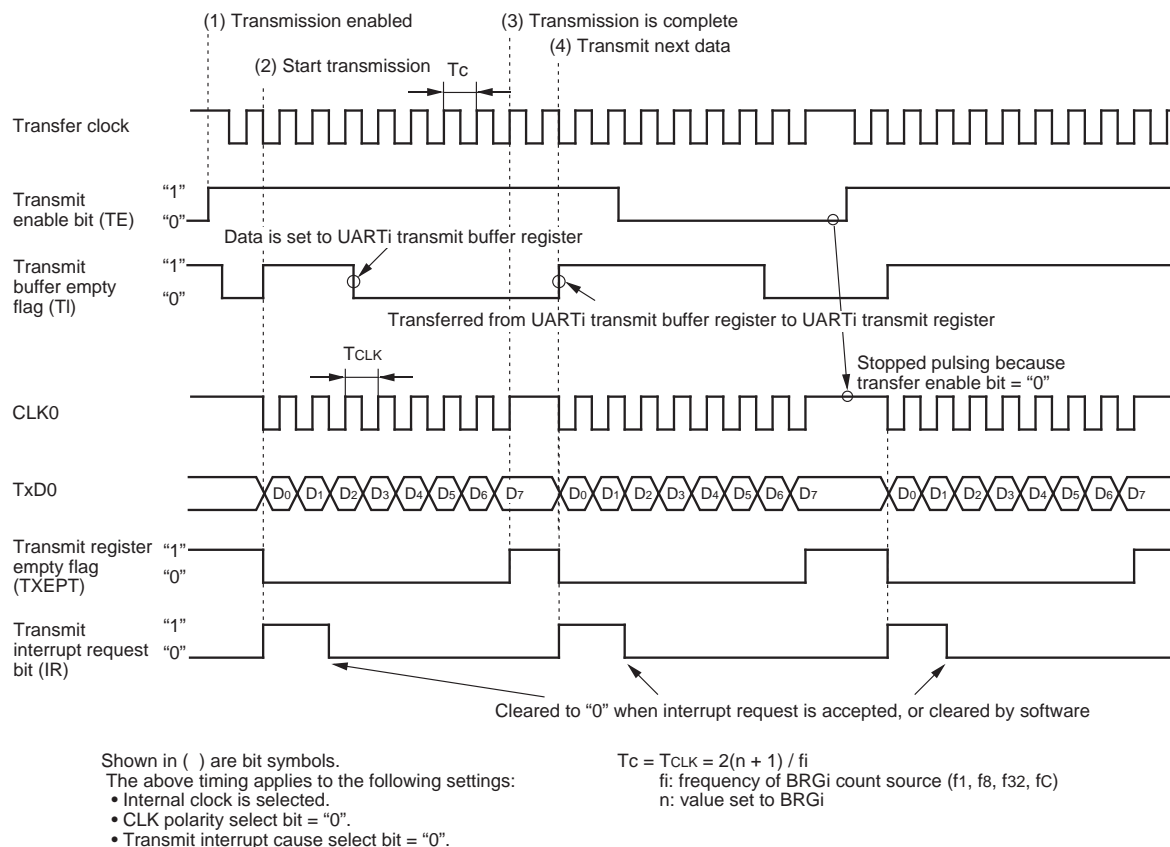 (1) Transmission enabled
(3) Transmission is complete
(4) Transmit next data
(2) Start transmission
Tc
Transfer clock
Transmit
enable bit (TE)
“1”
“0”
Data is set to UARTi transmit buffer register
Transmit
buffer empty
flag (TI)
“1”
“0”
Transferred from UARTi transmit buffer register to UARTi transmit register
TCLK
Stopped pulsing because
transfer enable bit = “0”
CLK0
TxD0
D0 D1 D2 D3 D4 D5 D6 D7 D0 D1 D2 D3 D4 D5 D6 D7 D0 D1 D2 D3 D4 D5 D6 D7
Transmit register
empty flag
(TXEPT)
“1”
“0”
Transmit
interrupt request
bit (IR)
“1”
“0”
Cleared to “0” when interrupt request is accepted, or cleared by software
Shown in ( ) are bit symbols.
The above timing applies to the following settings:
• Internal clock is selected.
• CLK polarity select bit = “0”.
• Transmit interrupt cause select bit = “0”.
Tc = TCLK = 2(n + 1) / fi
fi: frequency of BRGi count source (f1, f8, f32, fC)
n: value set to BRGi